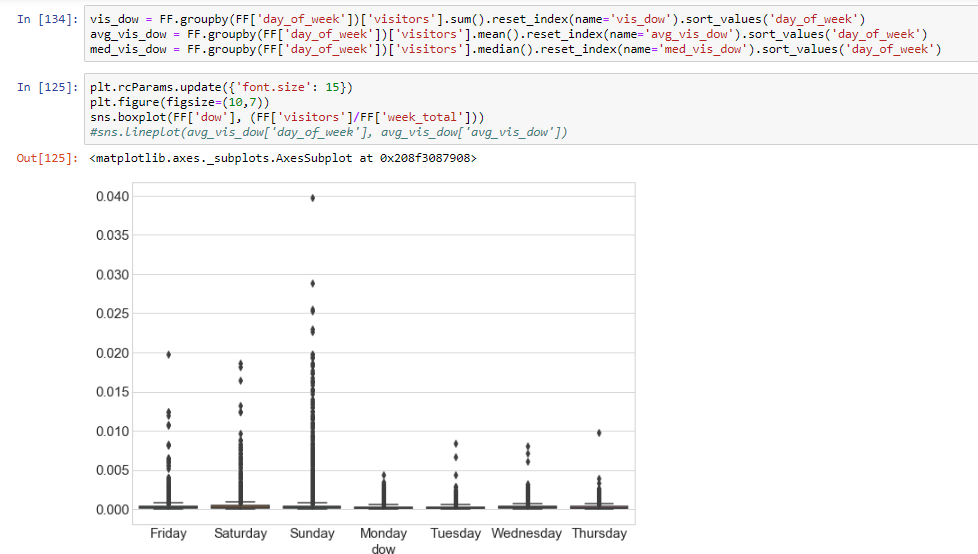 In [134]: vis_dow = FF.groupby(FF['day_of_week'])['visitors'].sum().reset_index(name='vis_dow').sort_values('day_of_week')
avg_vis_dow = FF.groupby(FF['day_of_week'])['visitors'].mean().reset_index(name='avg_vis_dow').sort_values('day_of_week')
med_vis_dow = FF.groupby(FF['day_of_week'])['visitors'].median().reset_index(name='med_vis_dow').sort_values('day_of_week')
In [125]: plt.rcParams.update({'font.size': 15})
plt.figure(figsize=(10,7))
sns.boxplot(FF['dow'], (FF['visitors']/FF['week_total']))
#sns.lineplot(avg_vis_dow['day_of_week'], avg_vis_dow['avg_vis_dow'])
Out[125]: <matplotlib.axes._subplots.AxesSubplot at 0x208f3087908>
0.040
0.035
0.030
0.025
0.020
0.015
0.010
0.005
0.000
Friday Saturday Sunday Monday Tuesday Wednesday Thursday
dow